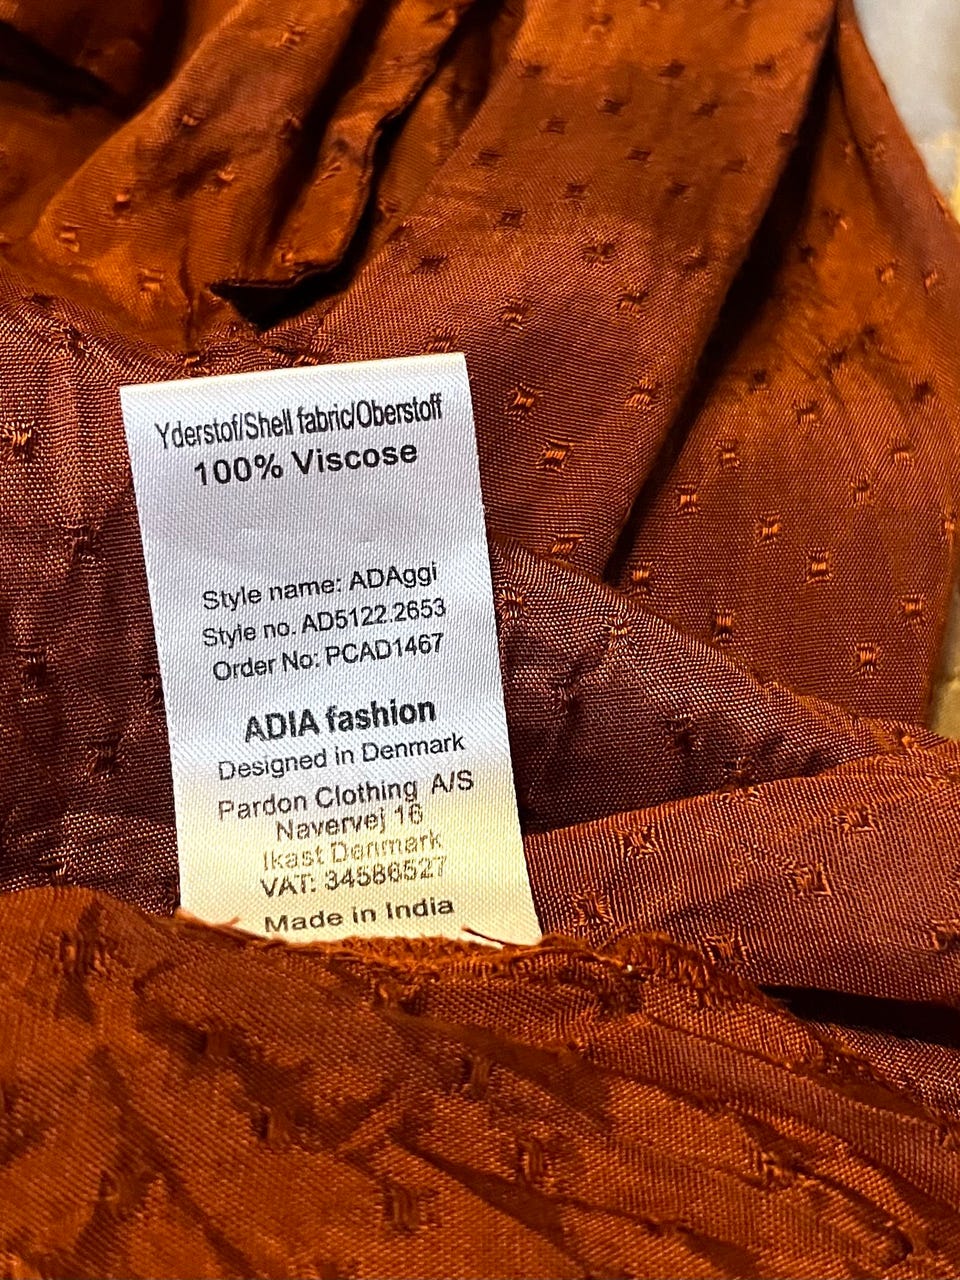 Yderstof/Shell fabric/Oberstoff
100% Viscose
Style name: ADAggi
Style no. AD5122.2653
Order No: PCAD1467
ADIA fashion
Designed in Denmark
Pardon Clothing A/S
Navervej 16
Ikast Denmark
VAT: 34586527
Made in India